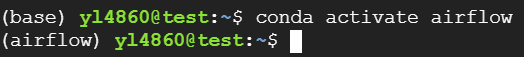 (base) yl4860@test:~$ conda activate airflow
(airflow) yl4860@test:~$